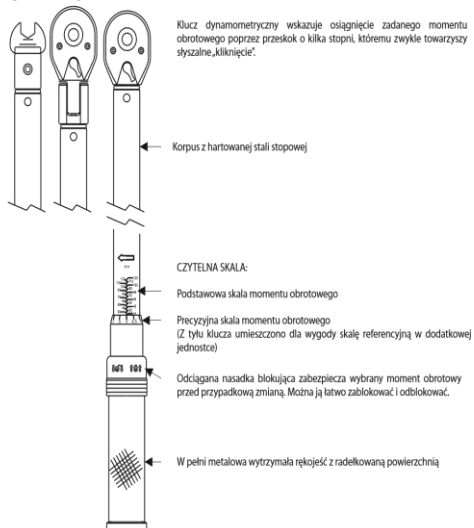 Klucz dynamometryczny wskazuje osiągnięcie zadanego momentu
obrotowego poprzez przeskok o kilka stopni, któremu zwykle towarzyszy
słyszalne „kliknięcie”.
Korpus z hartowanej stali stopowej
CZYTELNA SKALA:
Podstawowa skala momentu obrotowego
Precyzyjna skala momentu obrotowego
(Z tyłu klucza umieszczono dla wygody skalę referencyjną w dodatkowej
jednostce)
Odciągana nasadka blokująca zabezpiecza wybrany moment obrotowy
przed przypadkową zmianą. Można ją łatwo zablokować i odblokować.
W pełni metalowa wytrzymała rękojeść z radełkowaną powierzchnią